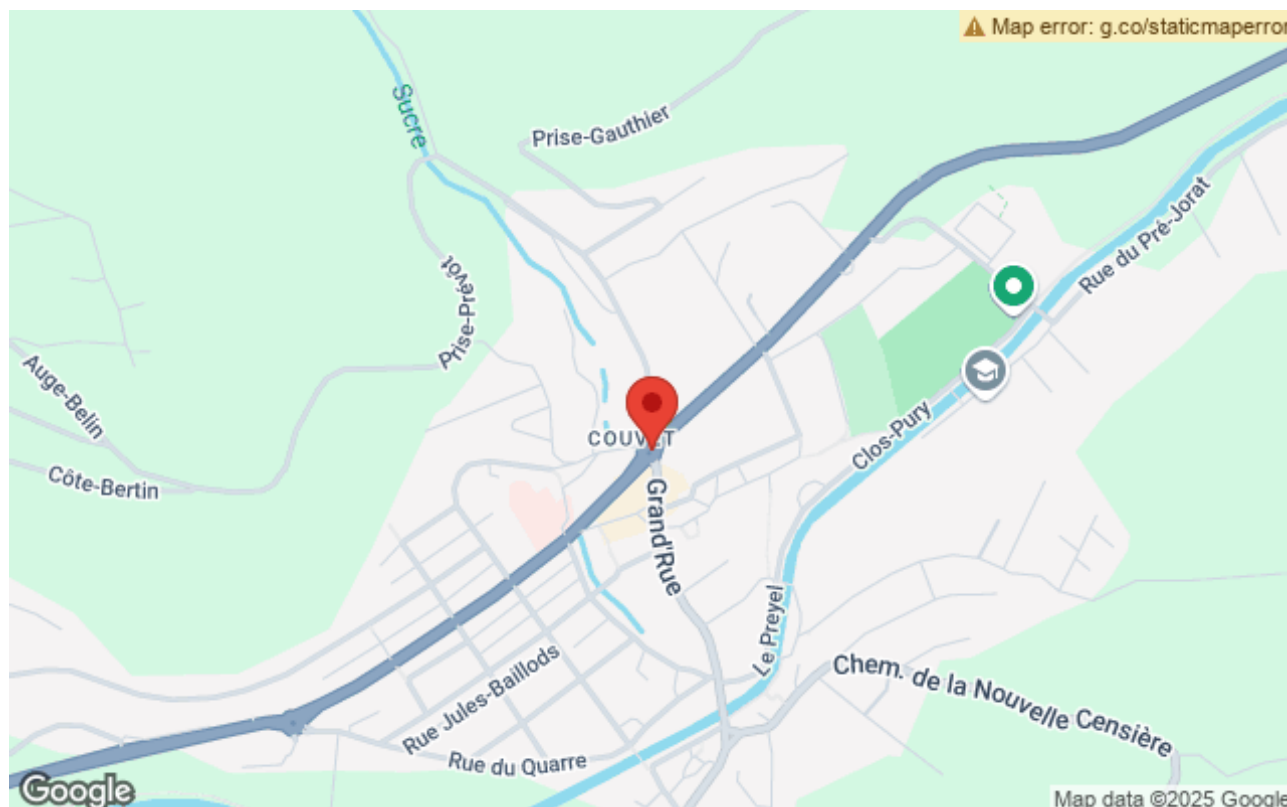 Map error: g.co/staticmaperror
Sucre
Prise-Gauthier
Rue du Pré-Jorat
Prise-Prévôt
Auge-Belin
COUVET
Clos-Pury
Côte-Bertin
Grand'Rue
Le Preyel
Rue Jules-Baillods
Chem. de la Nouvelle Censière
Rue du Quarre
Google
Map data ©2025 Google